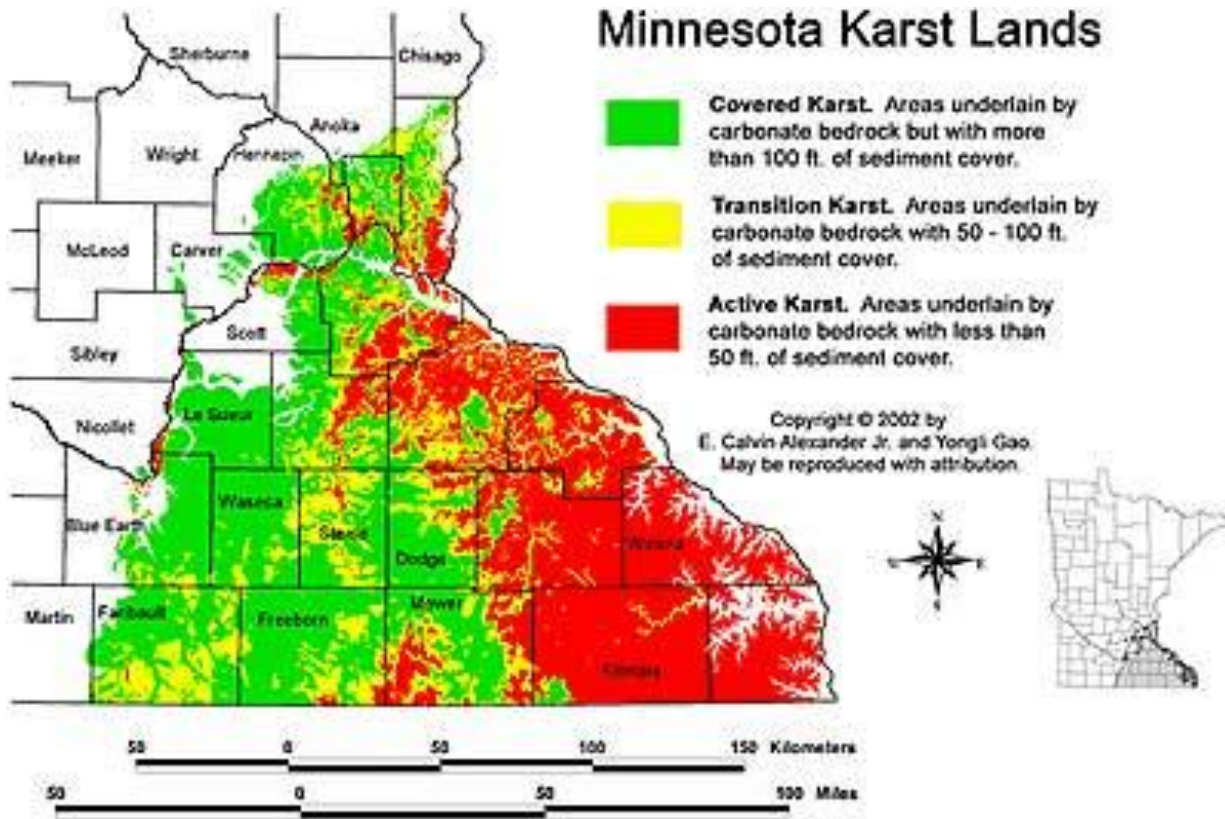 Minnesota Karst Lands
Covered Karst. Areas underlain by
carbonate bedrock but with more
than 100 ft. of sediment cover.
Transition Karst. Areas underlain by
carbonate bedrock with 50 - 100 ft.
of sediment cover.
Active Karst. Areas underlain by
carbonate bedrock with less than
50 ft. of sediment cover.
Copyright © 2002 by
E. Calvin Alexander Jr. and Yongli Gao.
May be reproduced with attribution.
Sherburne
Chisago
Anoka
Meeker
Wright
Hennepin
McLeod
Carver
Scott
Sibley
Nicollet
Le Sueur
Blue Earth
Waseca
Steele
Dodge
Winona
Martin
Faribault
Freeborn
Mower
N
E
S
50 0 50 100 150 Kilometers
50 0 50 100 Miles